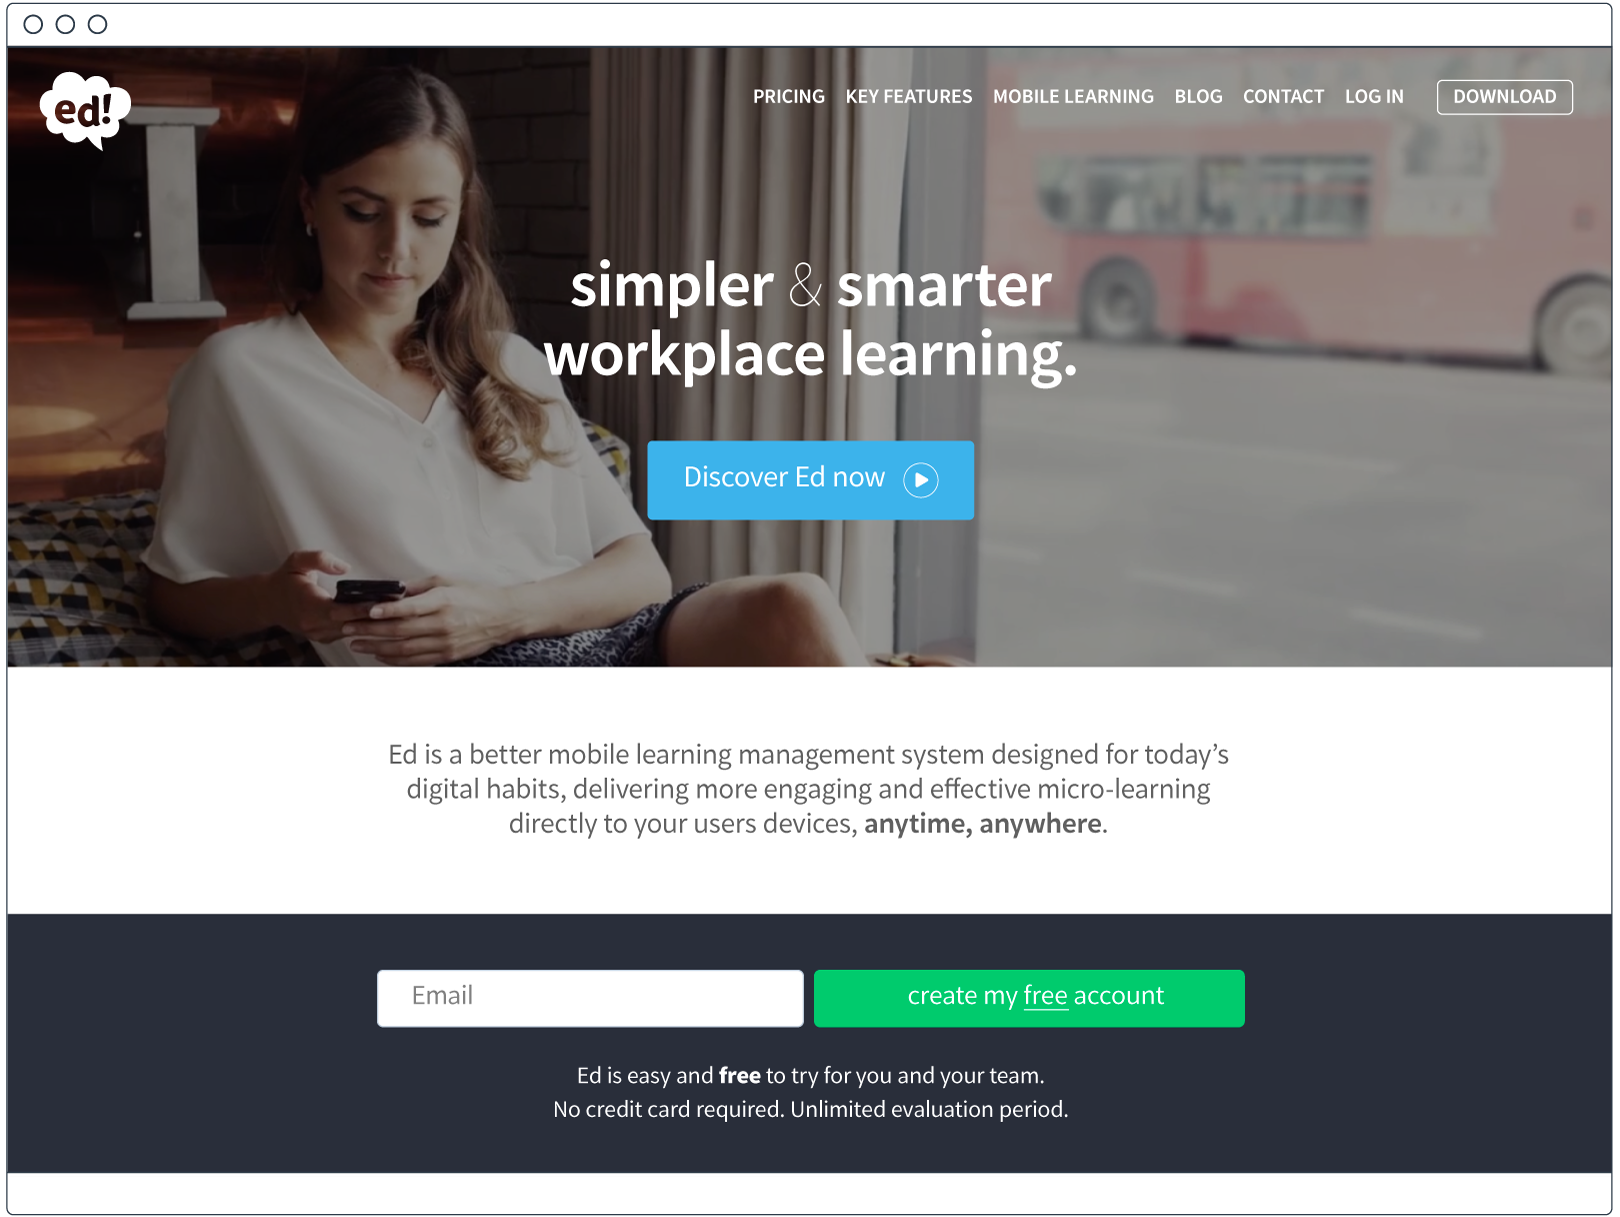 ed!
PRICING KEY FEATURES MOBILE LEARNING BLOG CONTACT LOG IN DOWNLOAD
simpler & smarter
workplace learning.
Discover Ed now
Ed is a better mobile learning management system designed for today’s
digital habits, delivering more engaging and effective micro-learning
directly to your users devices, anytime, anywhere.
Email
create my free account
Ed is easy and free to try for you and your team.
No credit card required. Unlimited evaluation period.